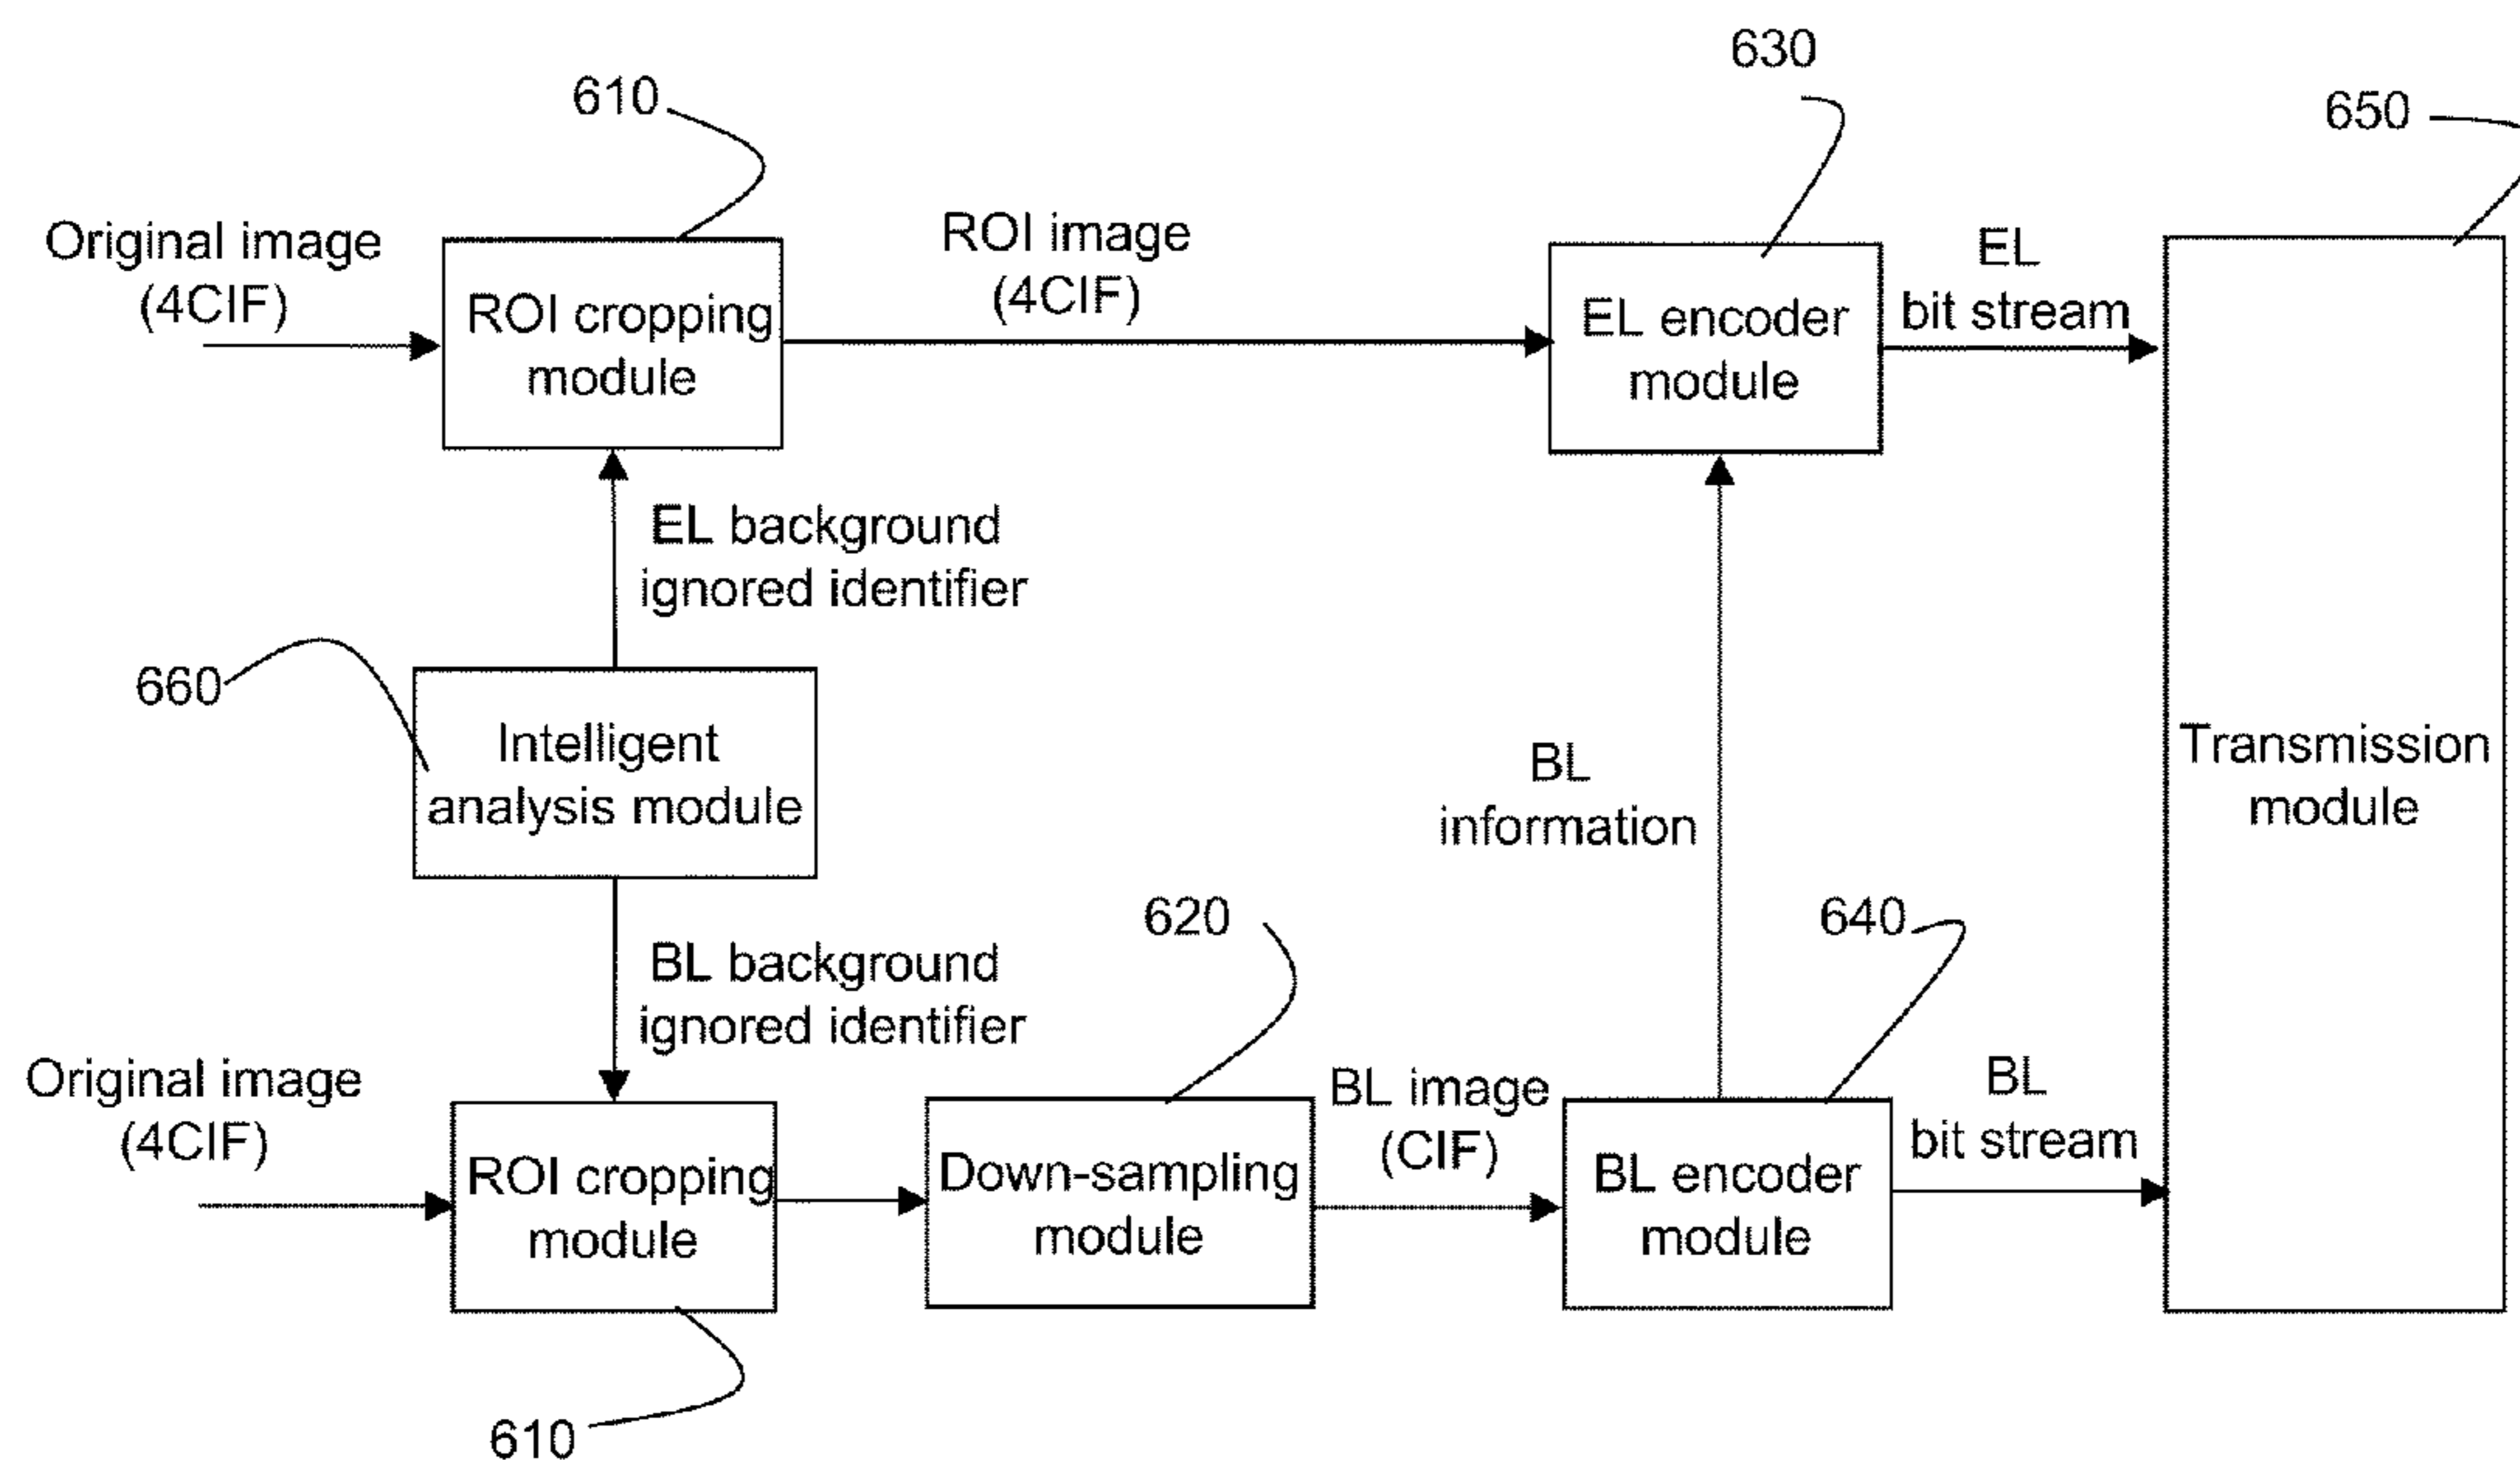 630
610
650
Original image
(4CIF)
ROI image
(4CIF)
EL
bit stream
ROI cropping
module
EL encoder
module
EL background
ignored identifier
660
Intelligent
analysis module
BL
information
Transmission
module
620
640
BL background
ignored identifier
Original image
(4CIF)
BL image
(CIF)
BL
bit stream
ROI cropping
module
Down-sampling
module
BL encoder
module
610